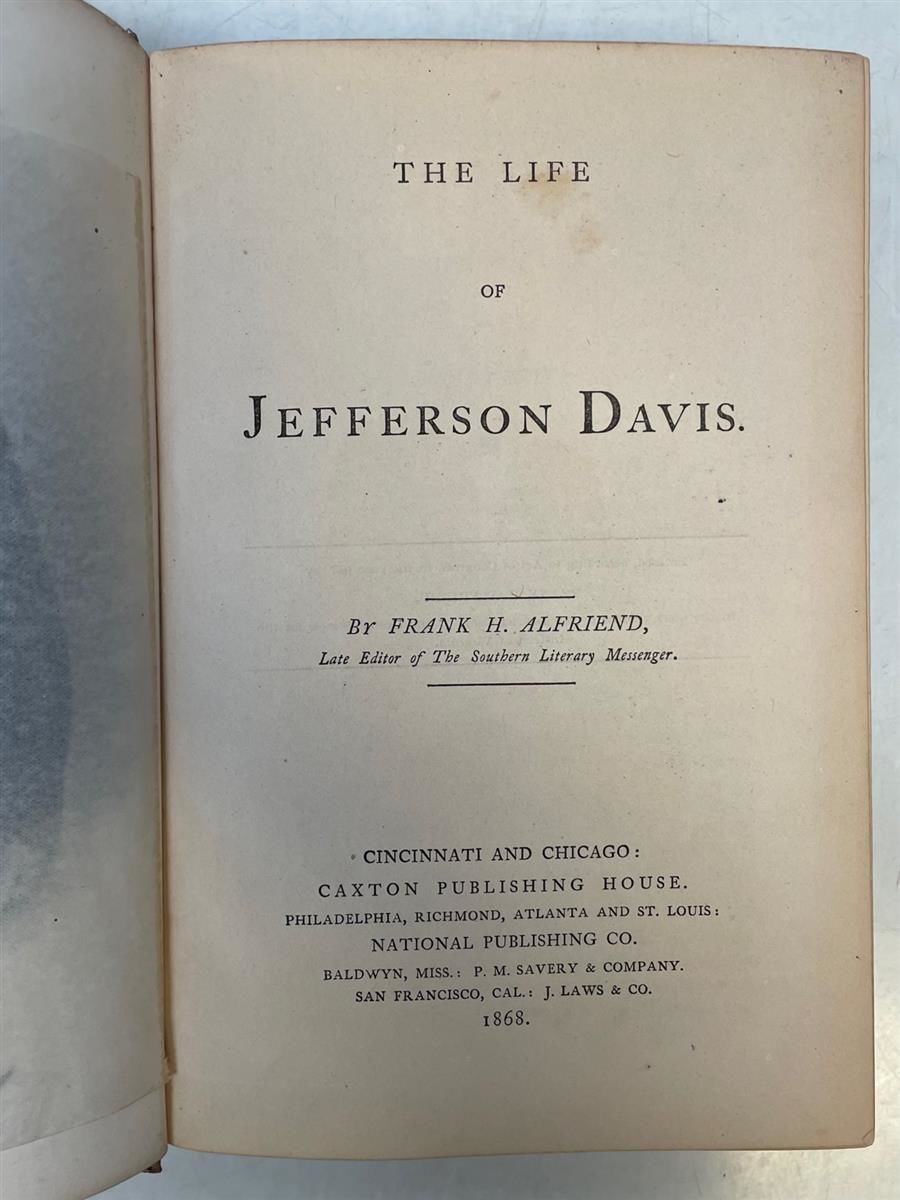 THE LIFE
OF
JEFFERSON DAVIS.
By FRANK H. ALFRIEND,
Late Editor of The Southern Literary Messenger.
CINCINNATI AND CHICAGO:
CAXTON PUBLISHING HOUSE.
PHILADELPHIA, RICHMOND, ATLANTA AND ST. LOUIS:
NATIONAL PUBLISHING CO.
BALDWYN, MISS.: P. M. SAVERY & COMPANY.
SAN FRANCISCO, CAL.: J. LAWS & CO.
1868.